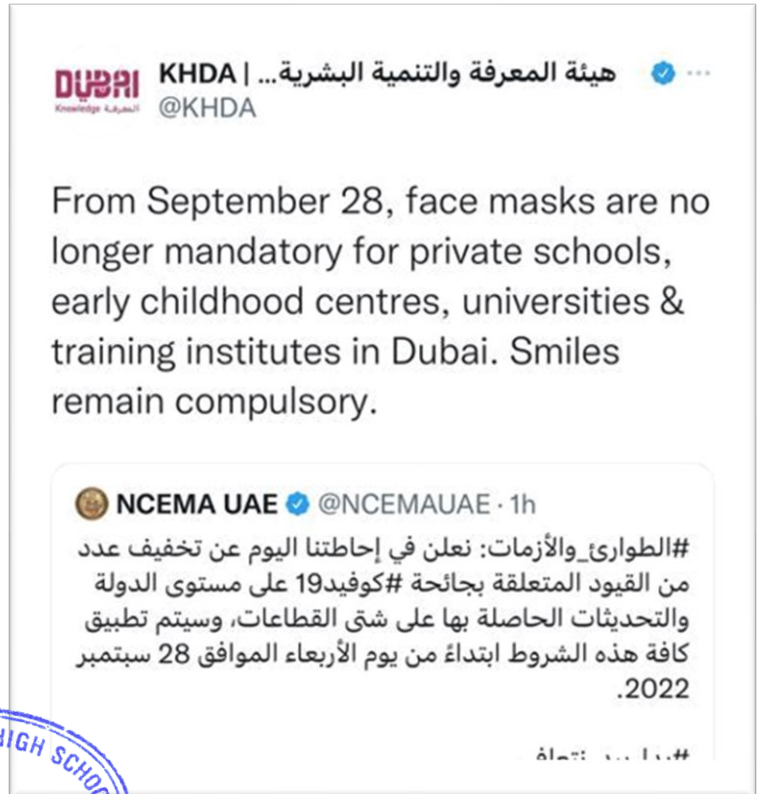 DUBAI
Knowledge المعرفة
KHDA | هيئة المعرفة والتنمية البشرية...
@KHDA
From September 28, face masks are no
longer mandatory for private schools,
early childhood centres, universities &
training institutes in Dubai. Smiles
remain compulsory.
NCEMA UAE @NCEMAUAE · 1h
#الطوارئ_والأزمات: نعلن في إحاطتنا اليوم عن تخفيف عدد
من القيود المتعلقة بجائحة #كوفيد19 على مستوى الدولة
والتحديثات الحاصلة بها على شتى القطاعات، وسيتم تطبيق
كافة هذه الشروط ابتداءً من يوم الأربعاء الموافق 28 سبتمبر
2022.
HIGH SCHOO